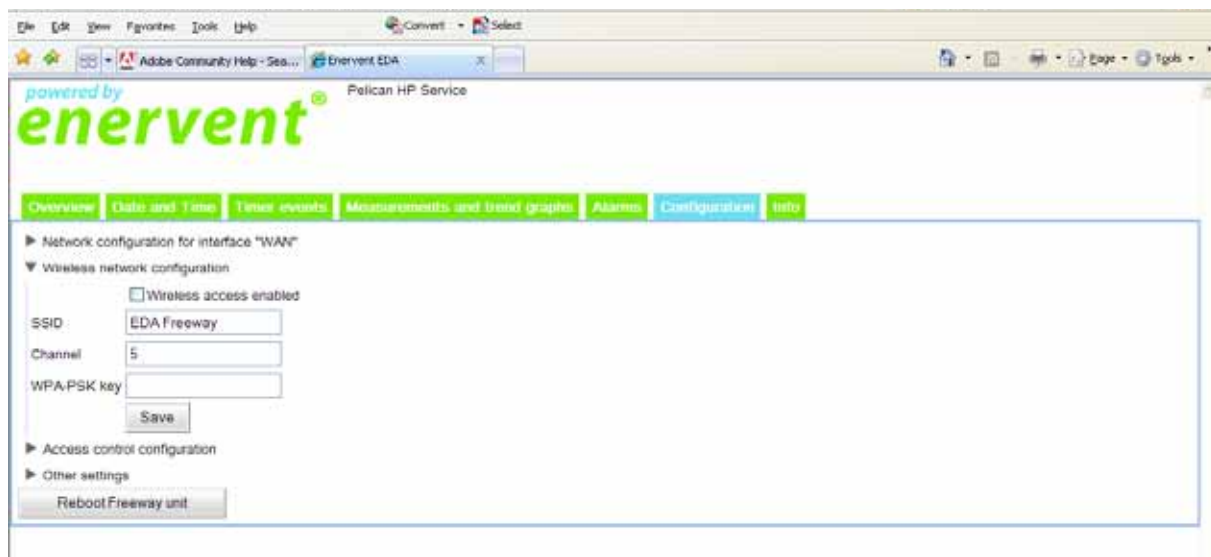 File Edit View Favorites Tools Help Convert Select
Adobe Community Help - Sea... Enervent EDA Page Tools
powered by
enervent®
Pelican HP Service
Overview Date and Time Timer events Measurements and trend graphs Alarms Configuration Info
Network configuration for interface "WAN"
Wireless network configuration
Wireless access enabled
SSID EDA Freeway
Channel 5
WPA-PSK key
Save
Access control configuration
Other settings
Reboot Freeway unit